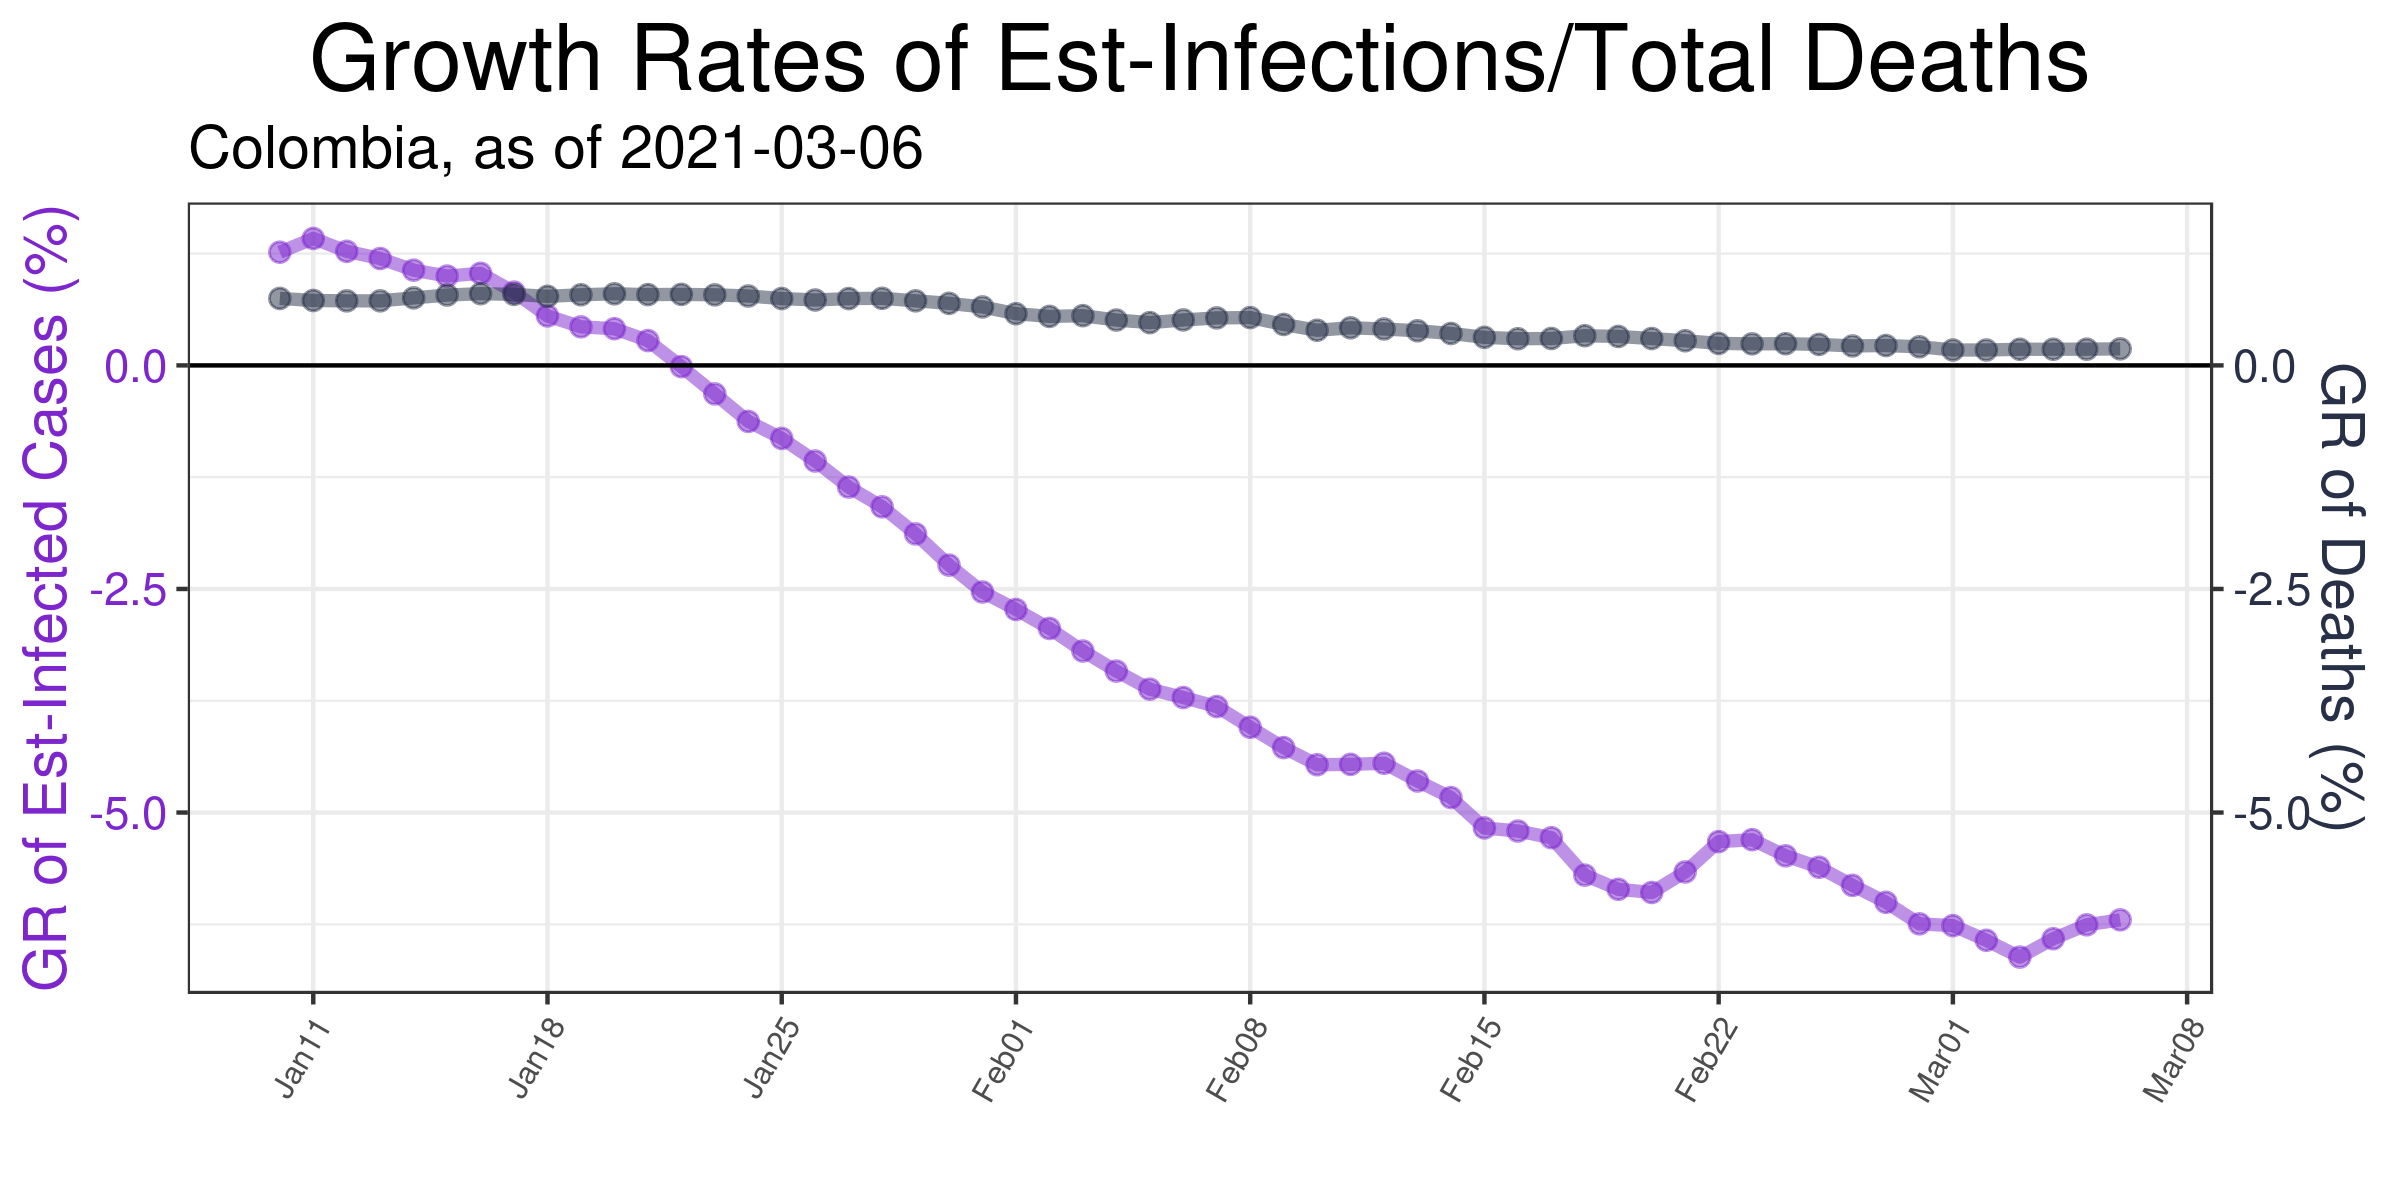 Growth Rates of Est-Infections/Total Deaths
Colombia, as of 2021-03-06
GR of Est-Infected Cases (%)
0.0
-2.5
-5.0
0.0
-2.5
-5.0
GR of Deaths (%)
Jan11
Jan18
Jan25
Feb01
Feb08
Feb15
Feb22
Mar01
Mar08